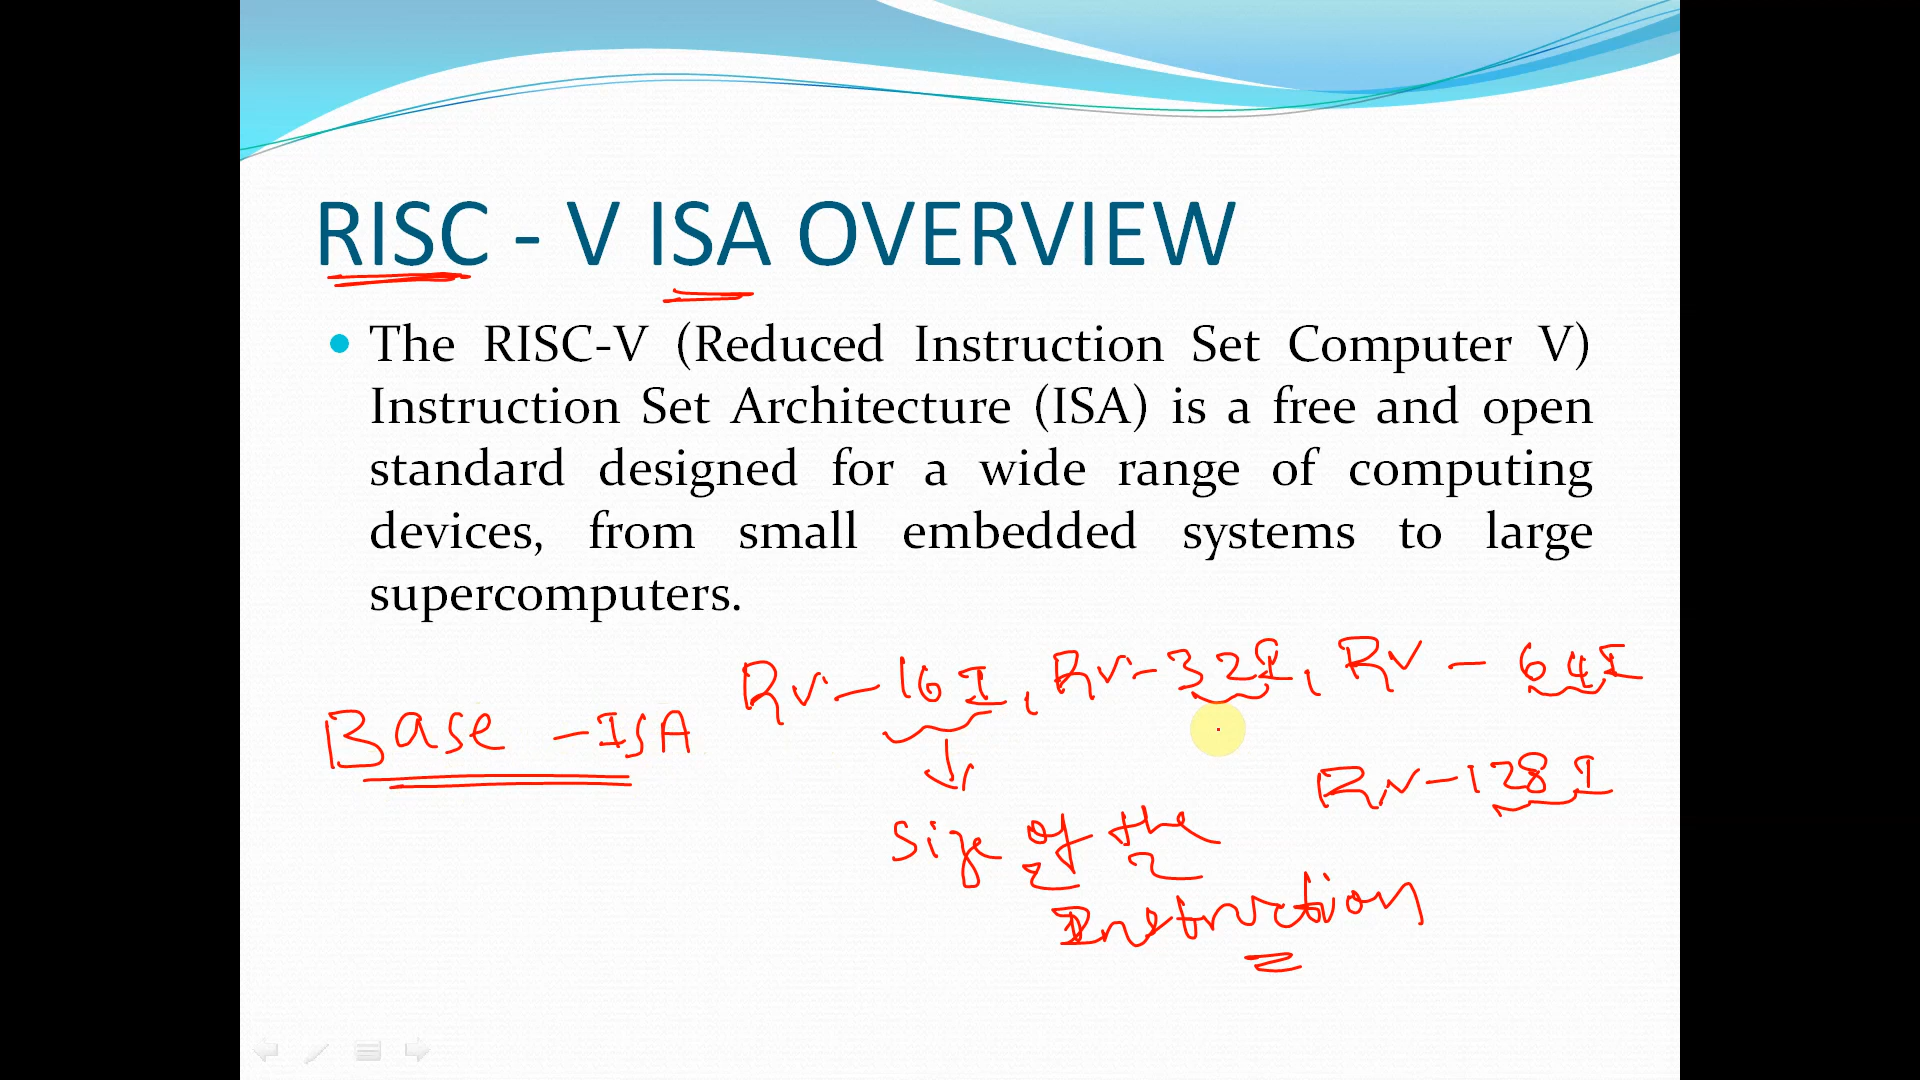 RISC - V ISA OVERVIEW
The RISC-V (Reduced Instruction Set Computer V)
Instruction Set Architecture (ISA) is a free and open
standard designed for a wide range of computing
devices, from small embedded systems to large
supercomputers.
RV-16I, RV-32I, RV-64I
Base-ISA
RV-128I
Size of the
Instruction